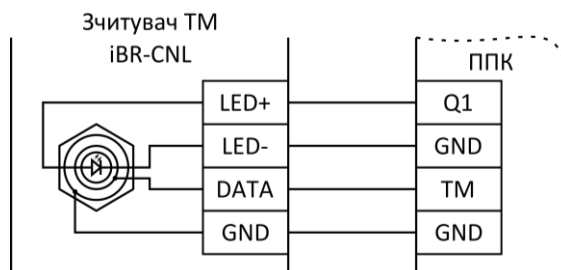 Зчитувач ТМ
iBR-CNL
ППК
LED+ Q1
LED- GND
DATA TM
GND GND